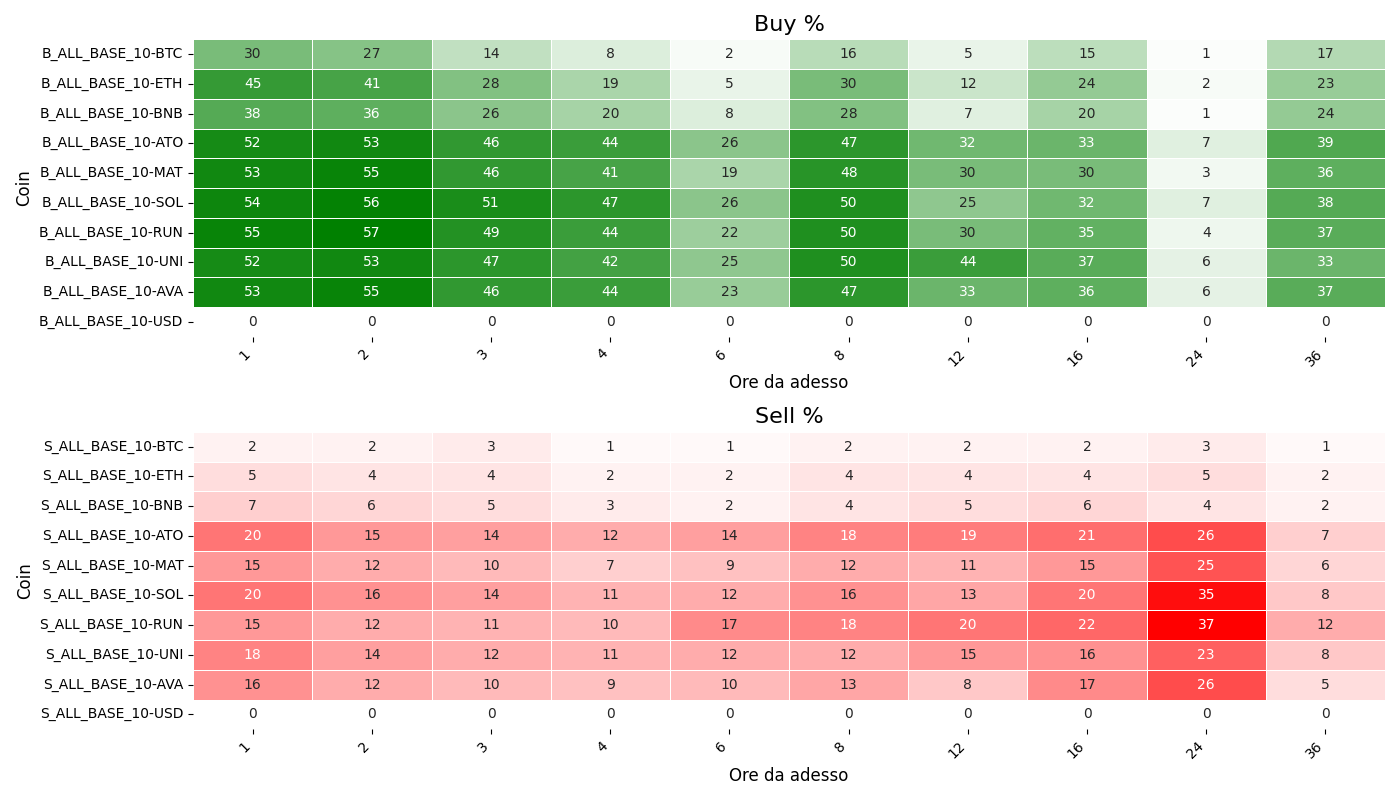 Buy %
Coin
B_ALL_BASE_10-BTC 30 27 14 8 2 16 5 15 1 17
B_ALL_BASE_10-ETH 45 41 28 19 5 30 12 24 2 23
B_ALL_BASE_10-BNB 38 36 26 20 8 28 7 20 1 24
B_ALL_BASE_10-ATO 52 53 46 44 26 47 32 33 7 39
B_ALL_BASE_10-MAT 53 55 46 41 19 48 30 30 3 36
B_ALL_BASE_10-SOL 54 56 51 47 26 50 25 32 7 38
B_ALL_BASE_10-RUN 55 57 49 44 22 50 30 35 4 37
B_ALL_BASE_10-UNI 52 53 47 42 25 50 44 37 6 33
B_ALL_BASE_10-AVA 53 55 46 44 23 47 33 36 6 37
B_ALL_BASE_10-USD 0 0 0 0 0 0 0 0 0 0
1 2 3 4 6 8 12 16 24 36
Ore da adesso
Sell %
Coin
S_ALL_BASE_10-BTC 2 2 3 1 1 2 2 2 3 1
S_ALL_BASE_10-ETH 5 4 4 2 2 4 4 4 5 2
S_ALL_BASE_10-BNB 7 6 5 3 2 4 5 6 4 2
S_ALL_BASE_10-ATO 20 15 14 12 14 18 19 21 26 7
S_ALL_BASE_10-MAT 15 12 10 7 9 12 11 15 25 6
S_ALL_BASE_10-SOL 20 16 14 11 12 16 13 20 35 8
S_ALL_BASE_10-RUN 15 12 11 10 17 18 20 22 37 12
S_ALL_BASE_10-UNI 18 14 12 11 12 12 15 16 23 8
S_ALL_BASE_10-AVA 16 12 10 9 10 13 8 17 26 5
S_ALL_BASE_10-USD 0 0 0 0 0 0 0 0 0 0
1 2 3 4 6 8 12 16 24 36
Ore da adesso